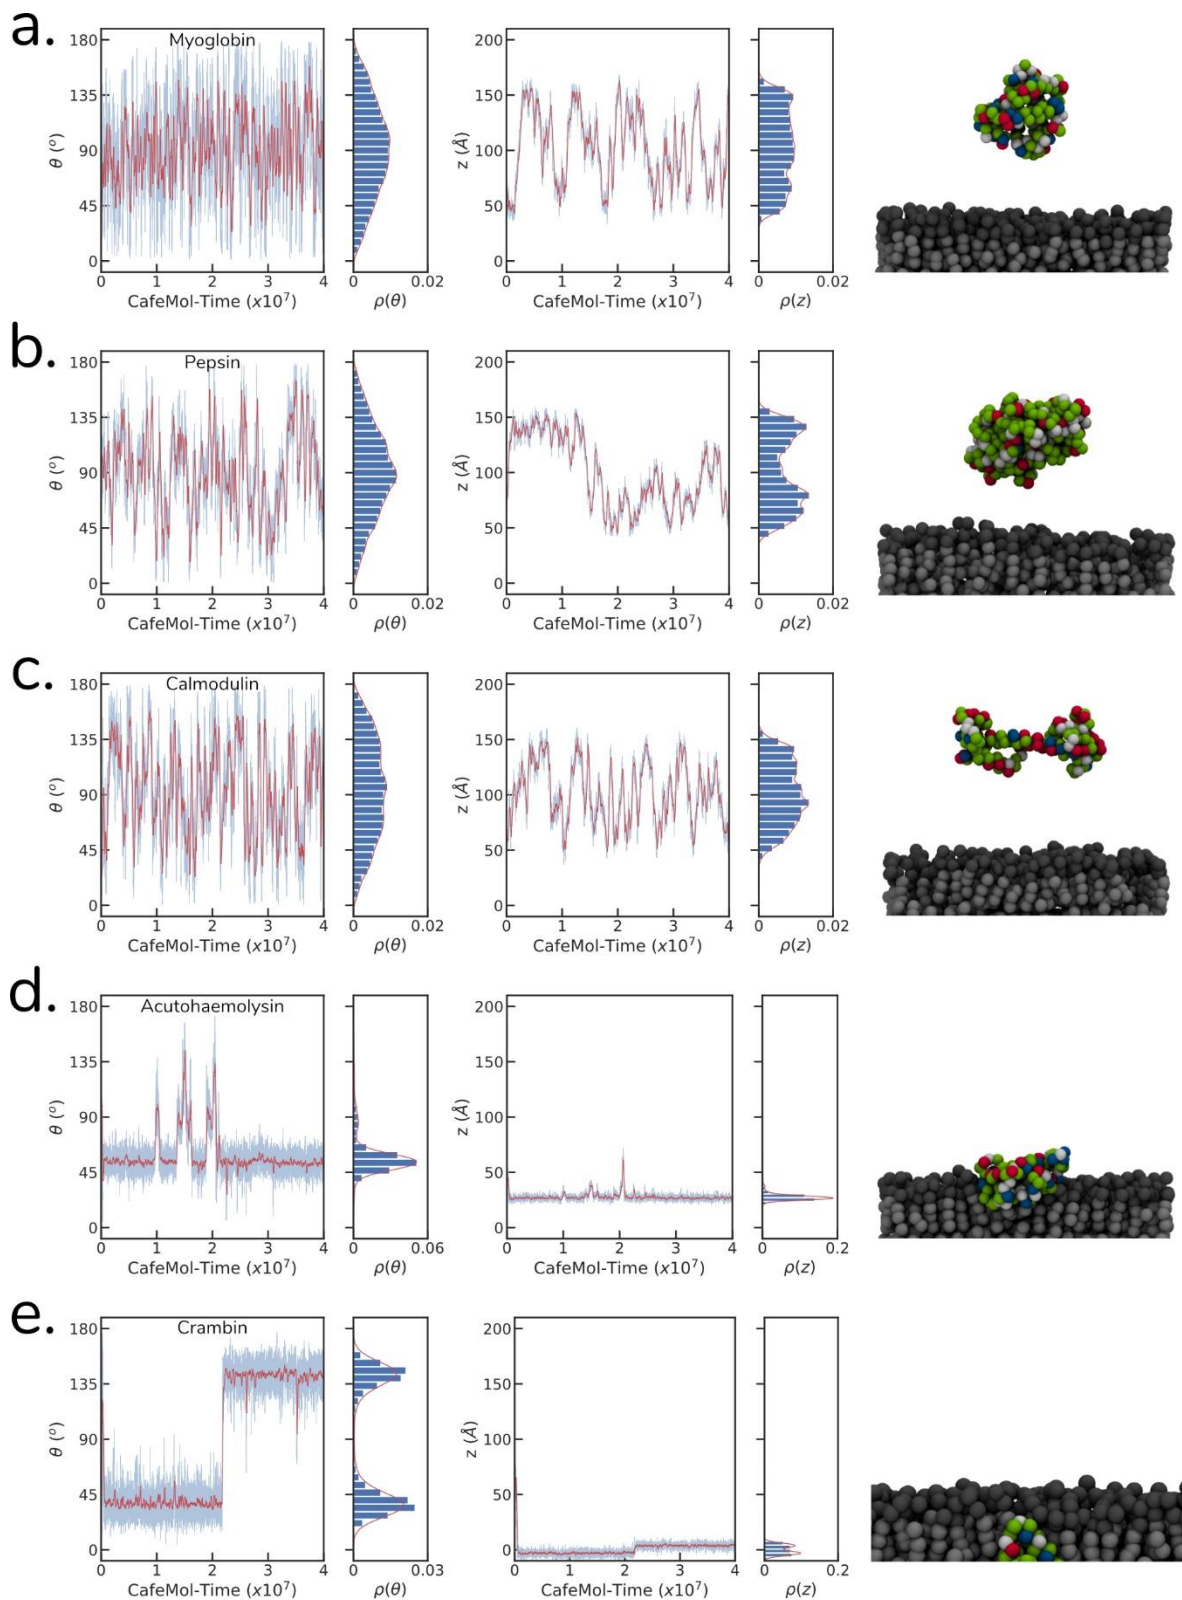 a.
Myoglobin
180
135
90
45
0
θ (°)
0 1 2 3 4
CafeMol-Time (x10⁷)
0 0.02
ρ(θ)
200
150
100
50
0
z (Å)
0 1 2 3 4
CafeMol-Time (x10⁷)
0 0.02
ρ(z)
b.
Pepsin
180
135
90
45
0
θ (°)
0 1 2 3 4
CafeMol-Time (x10⁷)
0 0.02
ρ(θ)
200
150
100
50
0
z (Å)
0 1 2 3 4
CafeMol-Time (x10⁷)
0 0.02
ρ(z)
c.
Calmodulin
180
135
90
45
0
θ (°)
0 1 2 3 4
CafeMol-Time (x10⁷)
0 0.02
ρ(θ)
200
150
100
50
0
z (Å)
0 1 2 3 4
CafeMol-Time (x10⁷)
0 0.02
ρ(z)
d.
Acutohaemolysin
180
135
90
45
0
θ (°)
0 1 2 3 4
CafeMol-Time (x10⁷)
0 0.06
ρ(θ)
200
150
100
50
0
z (Å)
0 1 2 3 4
CafeMol-Time (x10⁷)
0 0.2
ρ(z)
e.
Crambin
180
135
90
45
0
θ (°)
0 1 2 3 4
CafeMol-Time (x10⁷)
0 0.03
ρ(θ)
200
150
100
50
0
z (Å)
0 1 2 3 4
CafeMol-Time (x10⁷)
0 0.2
ρ(z)